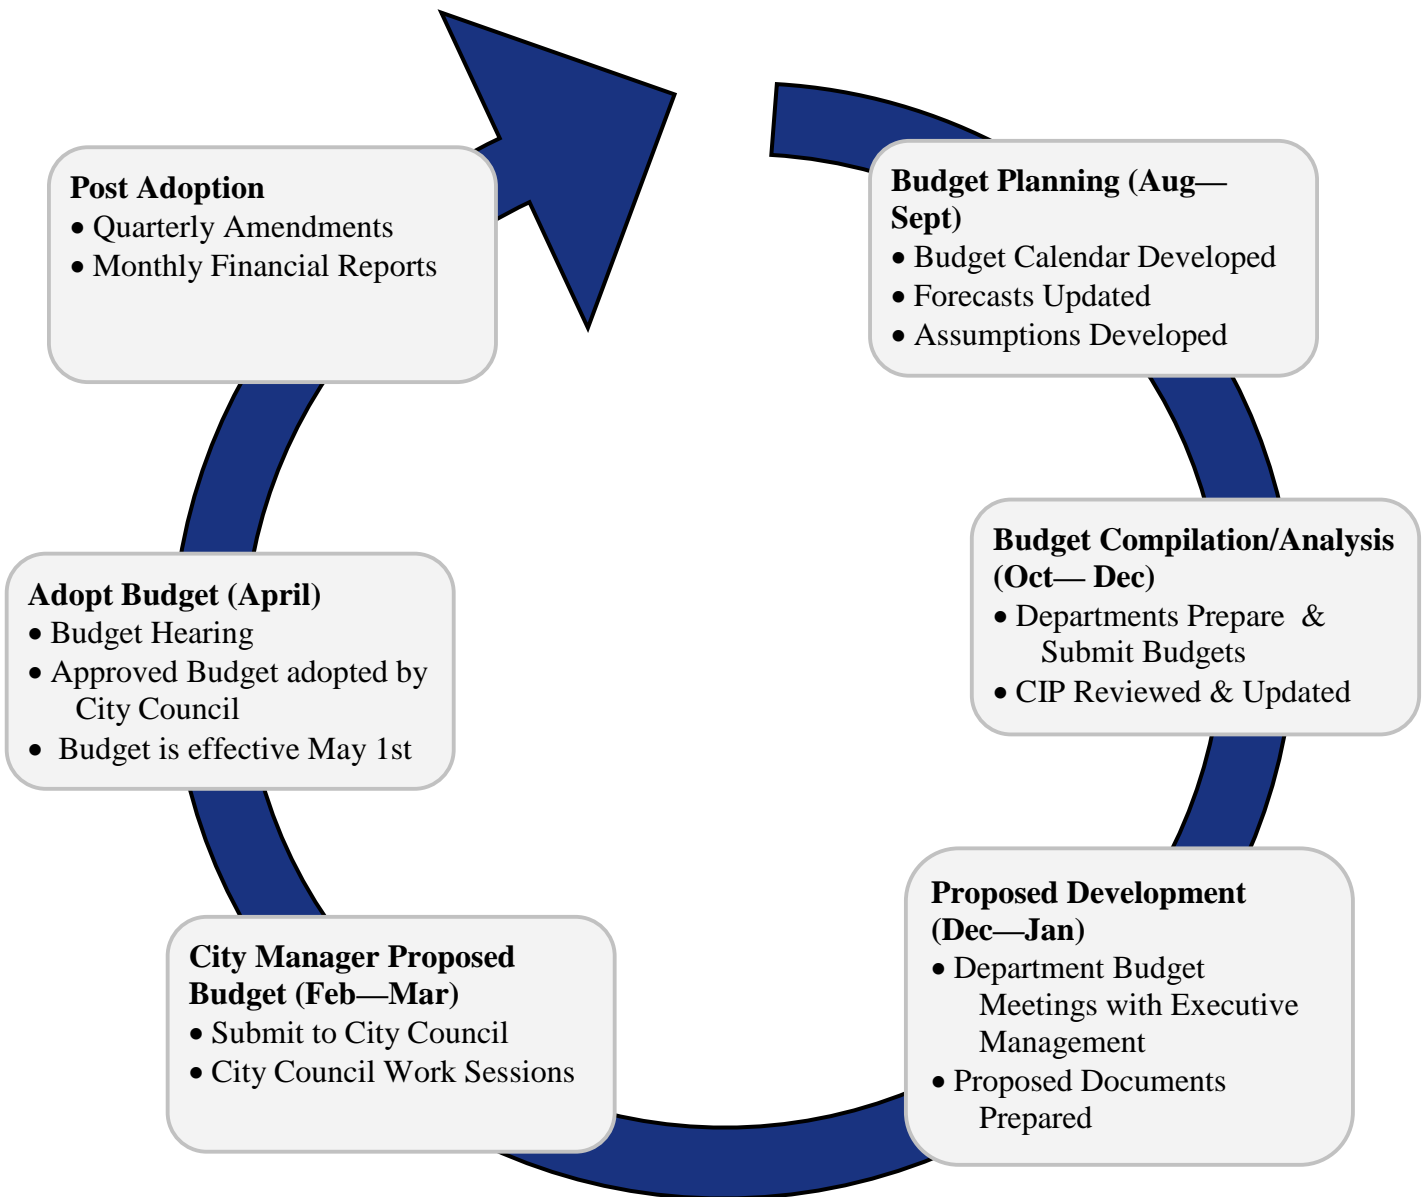 Post Adoption
• Quarterly Amendments
• Monthly Financial Reports
Budget Planning (Aug—
Sept)
• Budget Calendar Developed
• Forecasts Updated
• Assumptions Developed
Budget Compilation/Analysis
(Oct— Dec)
• Departments Prepare & 
Submit Budgets
• CIP Reviewed & Updated
Proposed Development
(Dec—Jan)
• Department Budget
Meetings with Executive
Management
• Proposed Documents
Prepared
City Manager Proposed
Budget (Feb—Mar)
• Submit to City Council
• City Council Work Sessions
Adopt Budget (April)
• Budget Hearing
• Approved Budget adopted by
City Council
• Budget is effective May 1st